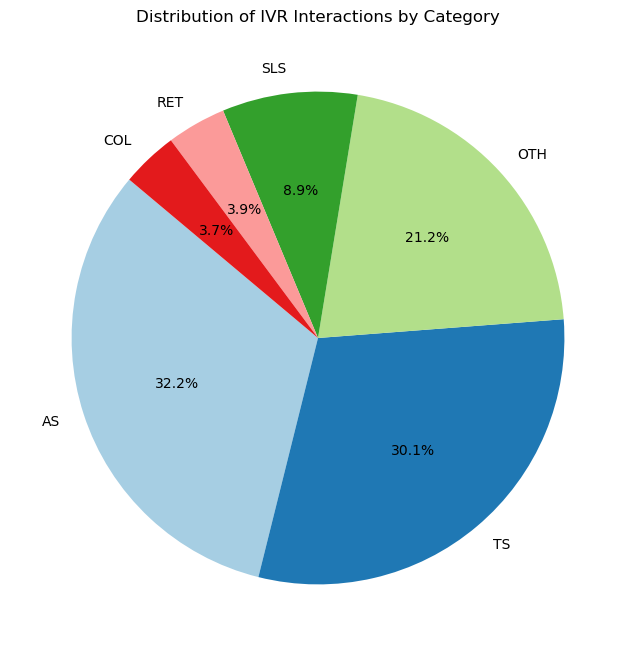 Distribution of IVR Interactions by Category
SLS
RET
COL
OTH
8.9%
3.9%
3.7%
21.2%
32.2%
AS
30.1%
TS